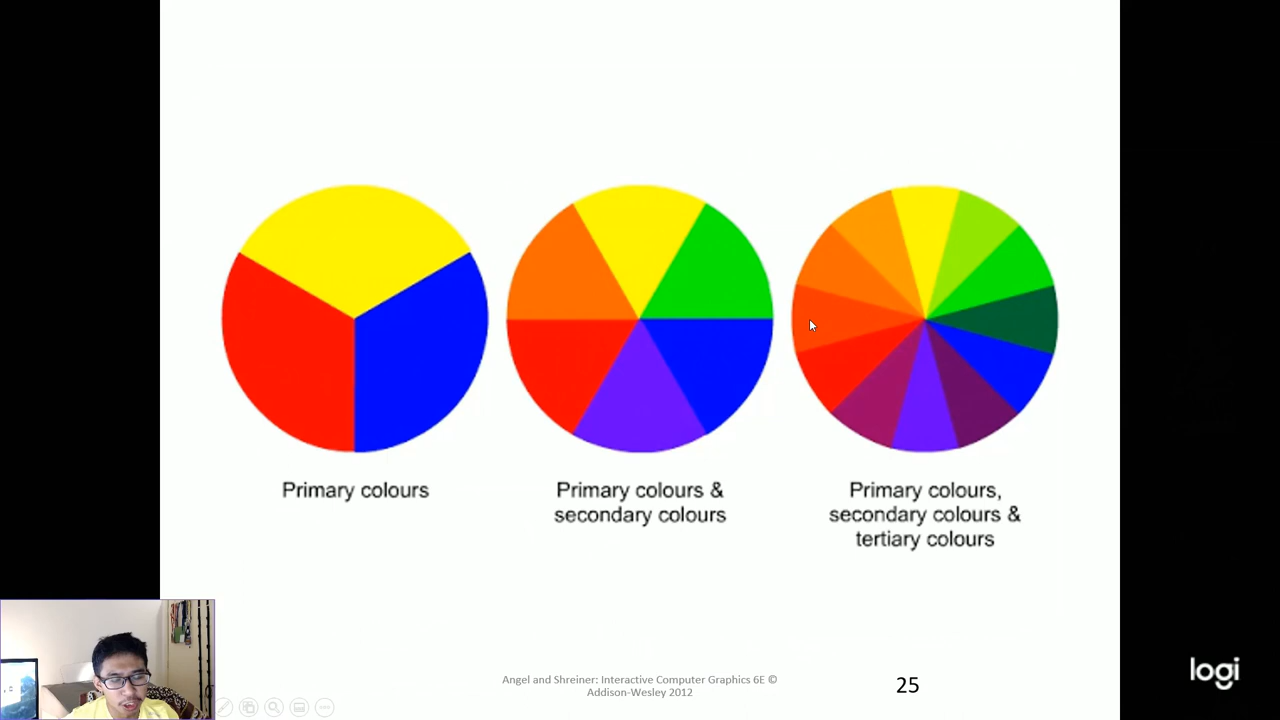 Primary colours
Primary colours &
secondary colours
Primary colours,
secondary colours &
tertiary colours
Angel and Shreiner: Interactive Computer Graphics 6E ©
Addison-Wesley 2012
25
logi